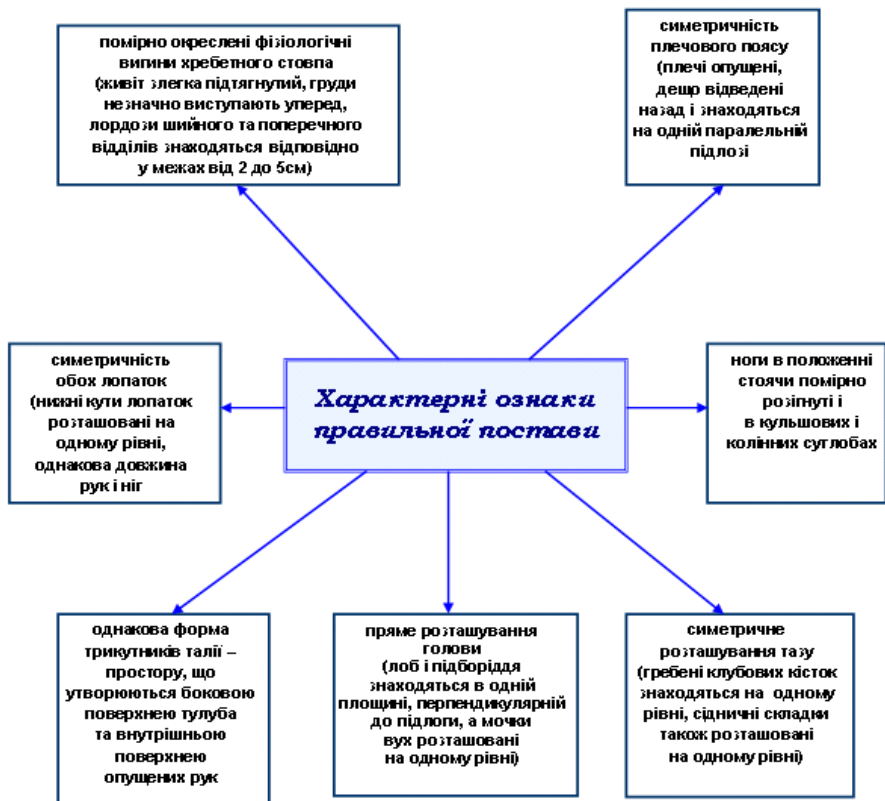 помірно окреслені фізіологічні
вигини хребетного стовпа
(живіт злегка підтягнутий, груди
незначно виступають уперед,
лордози шийного та поперечного
відділів знаходяться відповідно
у межах від 2 до 5см)
симетричність
плечового поясу
(плечі опущені,
дещо відведені
назад і знаходяться
на одній паралельній
підлозі
симетричність
обох лопаток
(нижні кути лопаток
розташовані на
одному рівні,
однакова довжина
рук і ніг
Характерні ознаки
правильної постави
ноги в положенні
стоячи помірно
розігнуті і
в кульшових і
колінних суглобах
однакова форма
трикутників талії –
простору, що
утворюються боковою
поверхнею тулуба
та внутрішньою
поверхнею
опущених рук
пряме розташування
голови
(лоб і підборіддя
знаходяться в одній
площині, перпендикулярній
до підлоги, а мочки
вух розташовані
на одному рівні)
симетричне
розташування тазу
(гребені клубових кісток
знаходяться на одному
рівні, сідничні складки
також розташовані
на одному рівні)